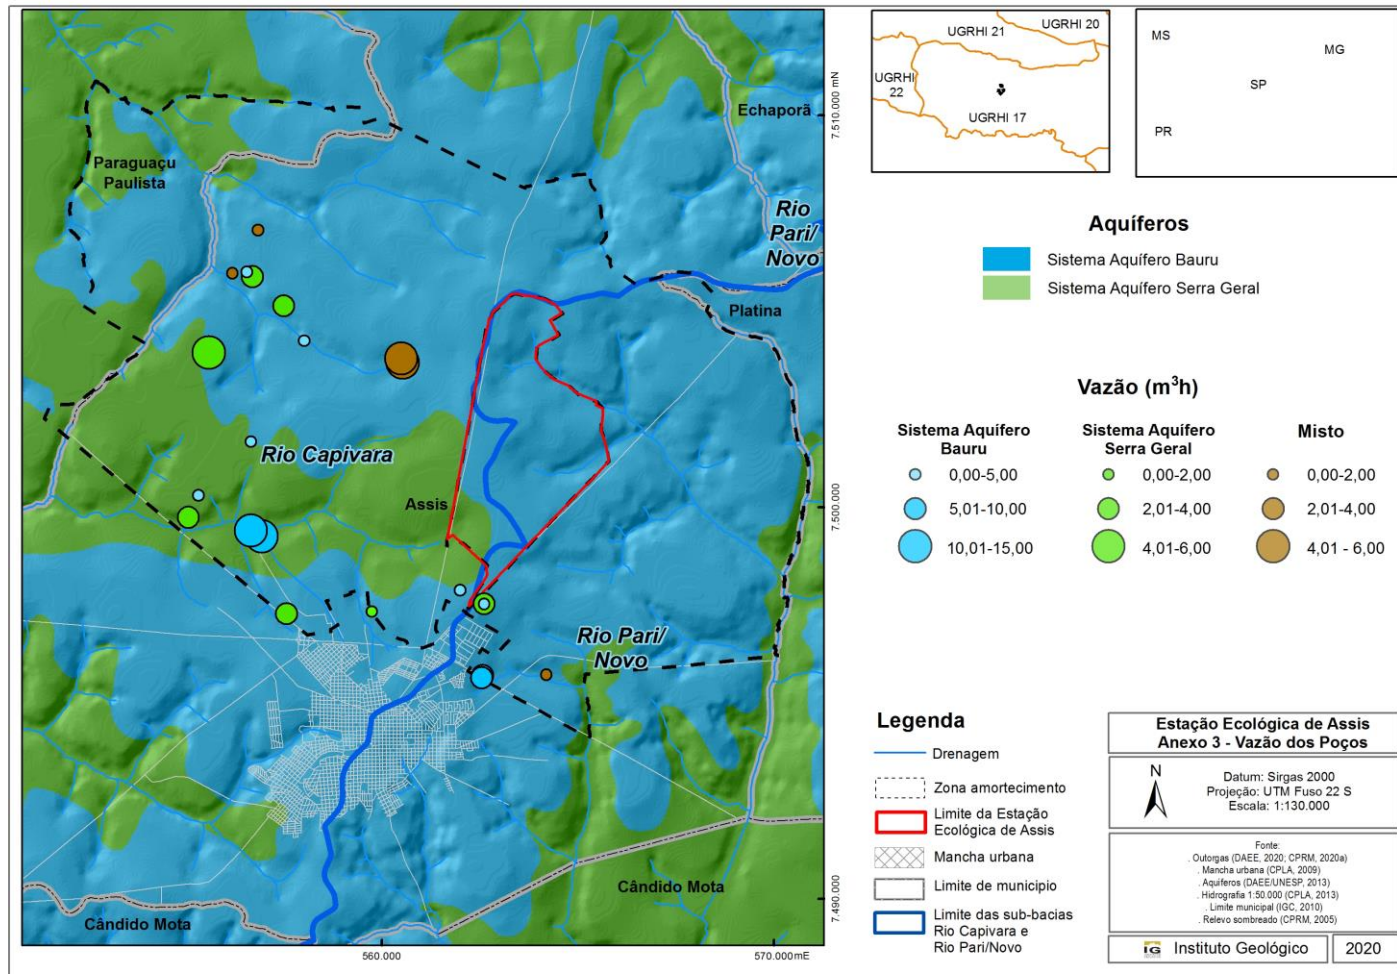 Echaporã
Paraguaçu
Paulista
Rio
Pari/
Novo
Platina
Rio Capivara
Assis
Rio Pari/
Novo
Cândido Mota
Cândido Mota
7.510.000 mN
7.500.000
7.490.000
560.000
570.000mE
UGRHI 20
UGRHI 21
UGRHI
22
UGRHI 17
MS
MG
SP
PR
Aquíferos
Sistema Aquífero Bauru
Sistema Aquífero Serra Geral
Vazão (m³h)
Sistema Aquífero
Bauru
0,00-5,00
5,01-10,00
10,01-15,00
Sistema Aquífero
Serra Geral
0,00-2,00
2,01-4,00
4,01-6,00
Misto
0,00-2,00
2,01-4,00
4,01 - 6,00
Legenda
Drenagem
Zona amortecimento
Limite da Estação
Ecológica de Assis
Mancha urbana
Limite de municipio
Limite das sub-bacias
Rio Capivara e
Rio Pari/Novo
Estação Ecológica de Assis
Anexo 3 - Vazão dos Poços
N
Datum: Sirgas 2000
Projeção: UTM Fuso 22 S
Escala: 1:130.000
Fonte:
. Outorgas (DAEE, 2020; CPRM, 2020a)
. Mancha urbana (CPLA, 2009)
. Aquíferos (DAEE/UNESP, 2013)
. Hidrografia 1:50.000 (CPLA, 2013)
. Limite municipal (IGC, 2010)
. Relevo sombreado (CPRM, 2005)
IG
Instituto Geológico
2020